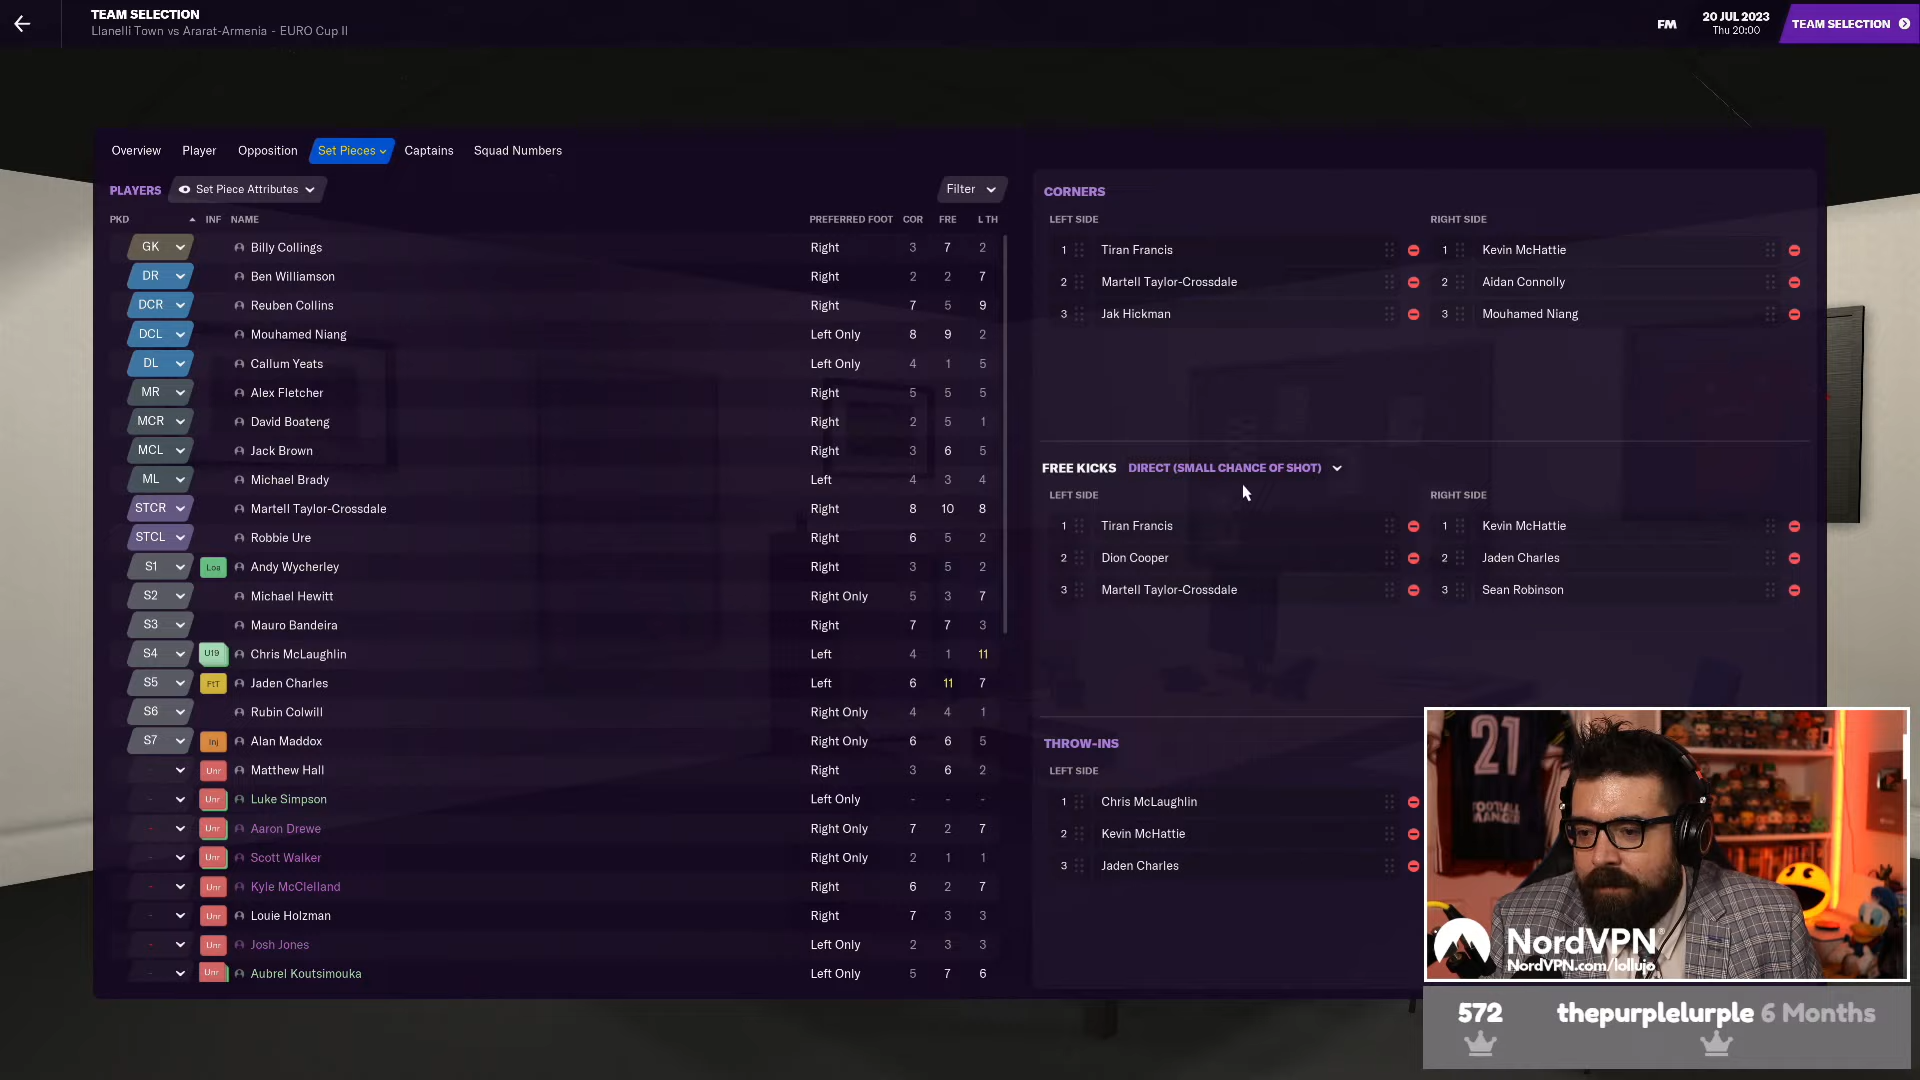 TEAM SELECTION
Llanelli Town vs Ararat-Armenia - EURO Cup II
FM
20 JUL 2023
Thu 20:00
TEAM SELECTION
Overview Player Opposition Set Pieces Captains Squad Numbers
PLAYERS Set Piece Attributes Filter
PKD INF NAME PREFERRED FOOT COR FRE L TH
GK Billy Collings Right 3 7 2
DR Ben Williamson Right 2 2 7
DCR Reuben Collins Right 7 5 9
DCL Mouhamed Niang Left Only 8 9 2
DL Callum Yeats Left Only 4 1 5
MR Alex Fletcher Right 5 5 5
MCR David Boateng Right 2 5 1
MCL Jack Brown Right 3 6 5
ML Michael Brady Left 4 3 4
STCR Martell Taylor-Crossdale Right 8 10 8
STCL Robbie Ure Right 6 5 2
S1 Loa Andy Wycherley Right 3 5 2
S2 Michael Hewitt Right Only 5 3 7
S3 Mauro Bandeira Right 7 7 3
S4 U19 Chris McLaughlin Left 4 1 11
S5 FtT Jaden Charles Left 6 11 7
S6 Rubin Colwill Right Only 4 4 1
S7 Inj Alan Maddox Right Only 6 6 5
- Unr Matthew Hall Right 3 6 2
- Unr Luke Simpson Left Only - - -
- Unr Aaron Drewe Right Only 7 2 7
- Unr Scott Walker Right Only 2 1 1
- Unr Kyle McClelland Right 6 2 7
- Unr Louie Holzman Right 7 3 3
- Unr Josh Jones Left Only 2 3 3
- Unr Aubrel Koutsimouka Left Only 5 7 6
CORNERS
LEFT SIDE RIGHT SIDE
1 Tiran Francis 1 Kevin McHattie
2 Martell Taylor-Crossdale 2 Aidan Connolly
3 Jak Hickman 3 Mouhamed Niang
FREE KICKS DIRECT (SMALL CHANCE OF SHOT)
LEFT SIDE RIGHT SIDE
1 Tiran Francis 1 Kevin McHattie
2 Dion Cooper 2 Jaden Charles
3 Martell Taylor-Crossdale 3 Sean Robinson
THROW-INS
LEFT SIDE
1 Chris McLaughlin
2 Kevin McHattie
3 Jaden Charles
21
FOOTBALL
MANAGER
NordVPN
NordVPN.com/lollujo
572 thepurplelurple 6 Months